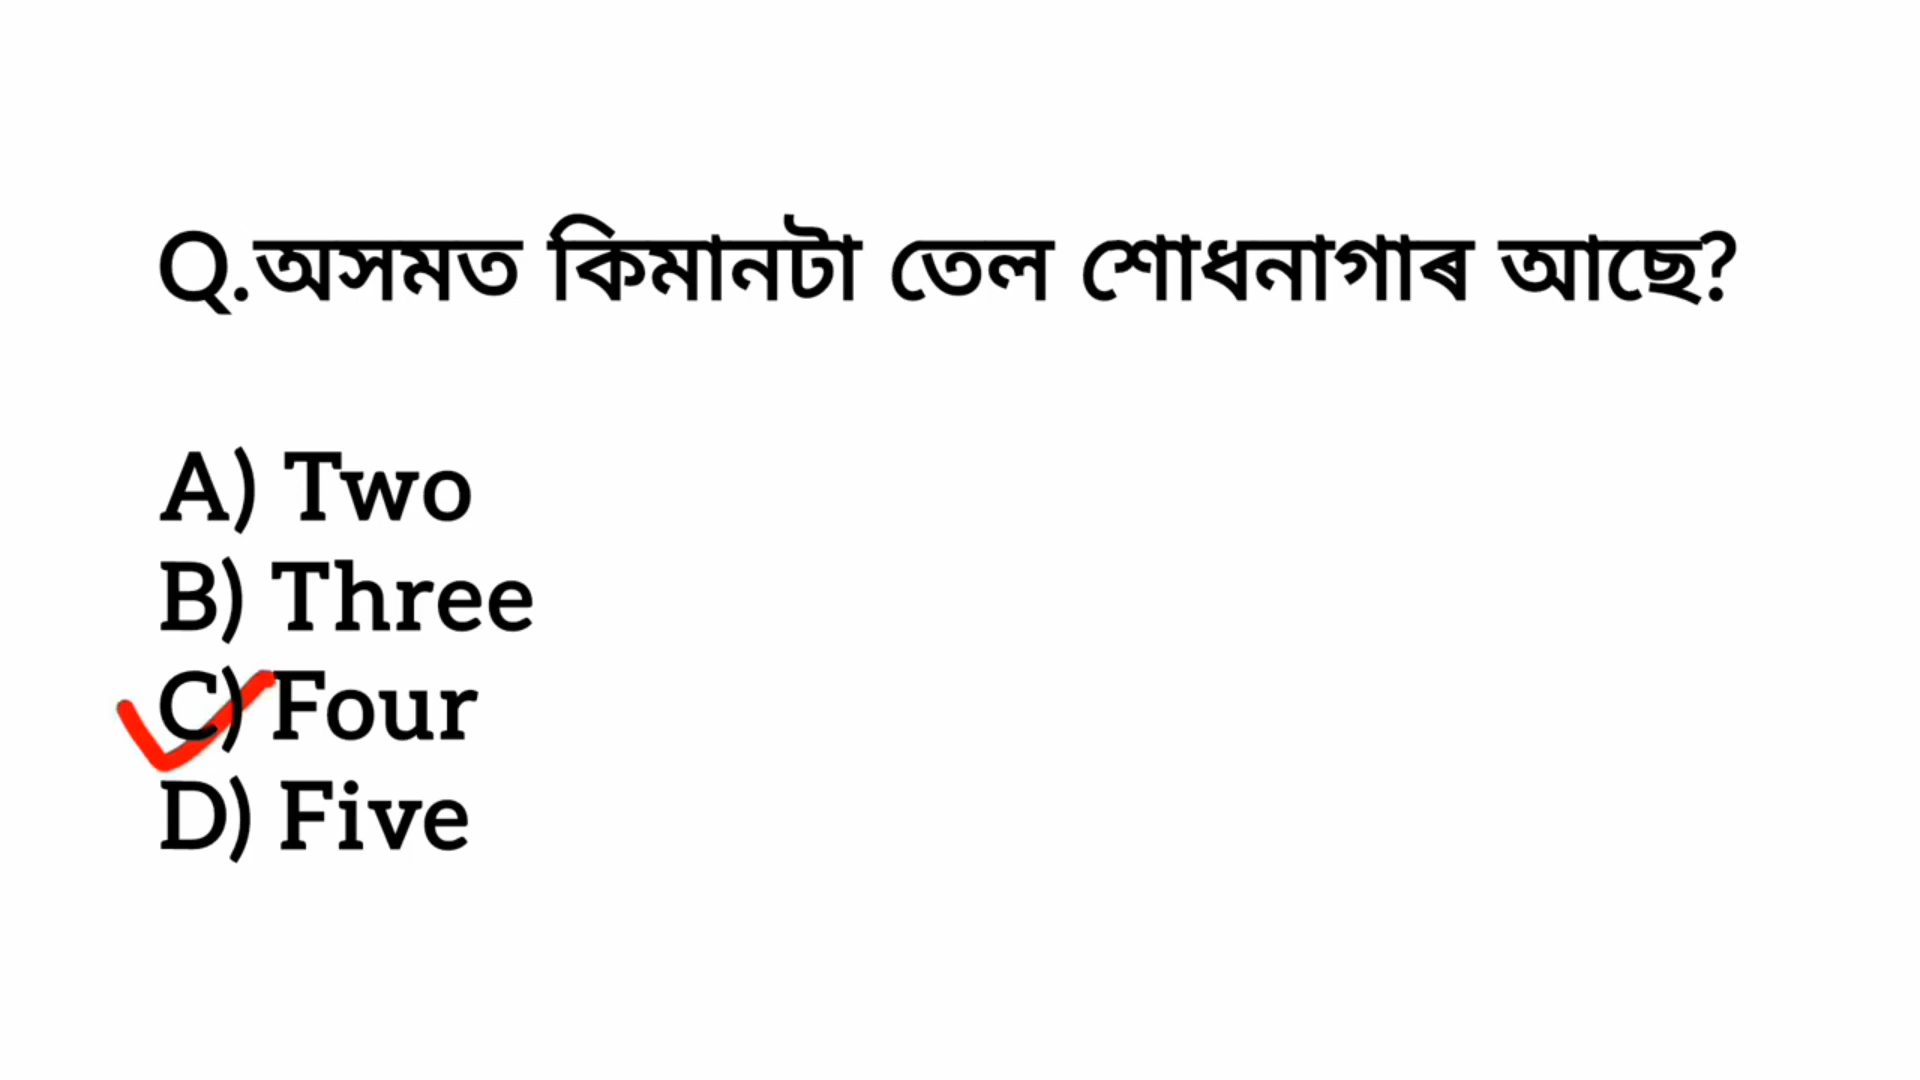 Q.অসমত কিমানটা তেল শোধনাগাৰ আছে?
A) Two
B) Three
C) Four
D) Five